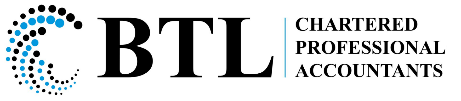 BTL
CHARTERED
PROFESSIONAL
ACCOUNTANTS